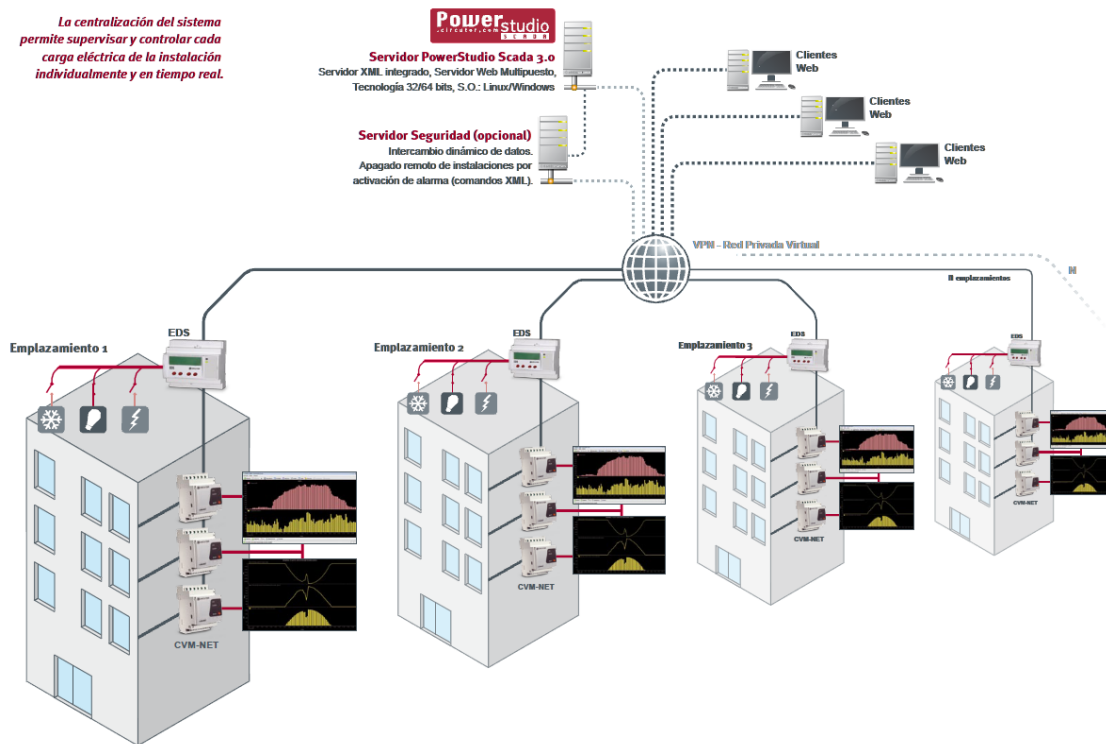 La centralización del sistema
permite supervisar y controlar cada
carga eléctrica de la instalación
individualmente y en tiempo real.
Power studio
.circutor.com SCADA
Servidor PowerStudio Scada 3.0
Servidor XML integrado, Servidor Web Multipuesto,
Tecnología 32/64 bits, S.O.: Linux/Windows
Servidor Seguridad (opcional)
Intercambio dinámico de datos.
Apagado remoto de instalaciones por
activación de alarma (comandos XML).
Clientes
Web
Clientes
Web
Clientes
Web
VPN - Red Privada Virtual
N
N emplazamientos
EDS
Emplazamiento 1
CVM-NET
EDS
Emplazamiento 2
CVM-NET
EDS
Emplazamiento 3
CVM-NET
EDS
CVM-NET